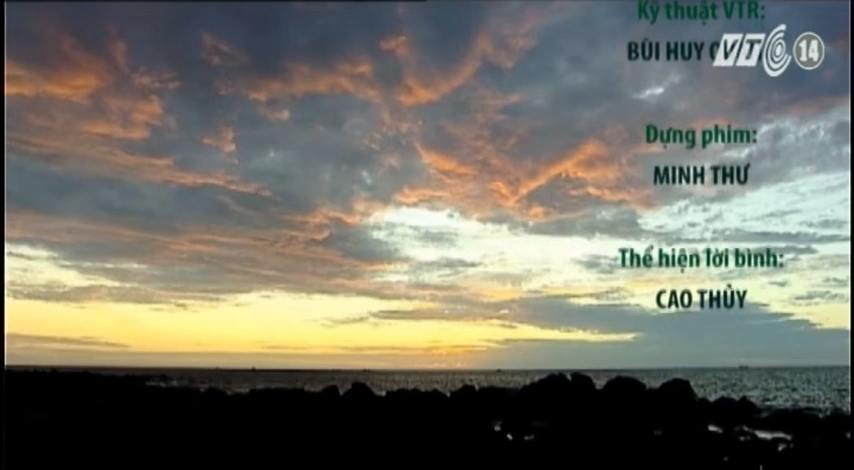 Kỹ thuật VTR:
BÙI HUY
VTC 14
Dựng phim:
MINH THƯ
Thể hiện lời bình:
CAO THỦY